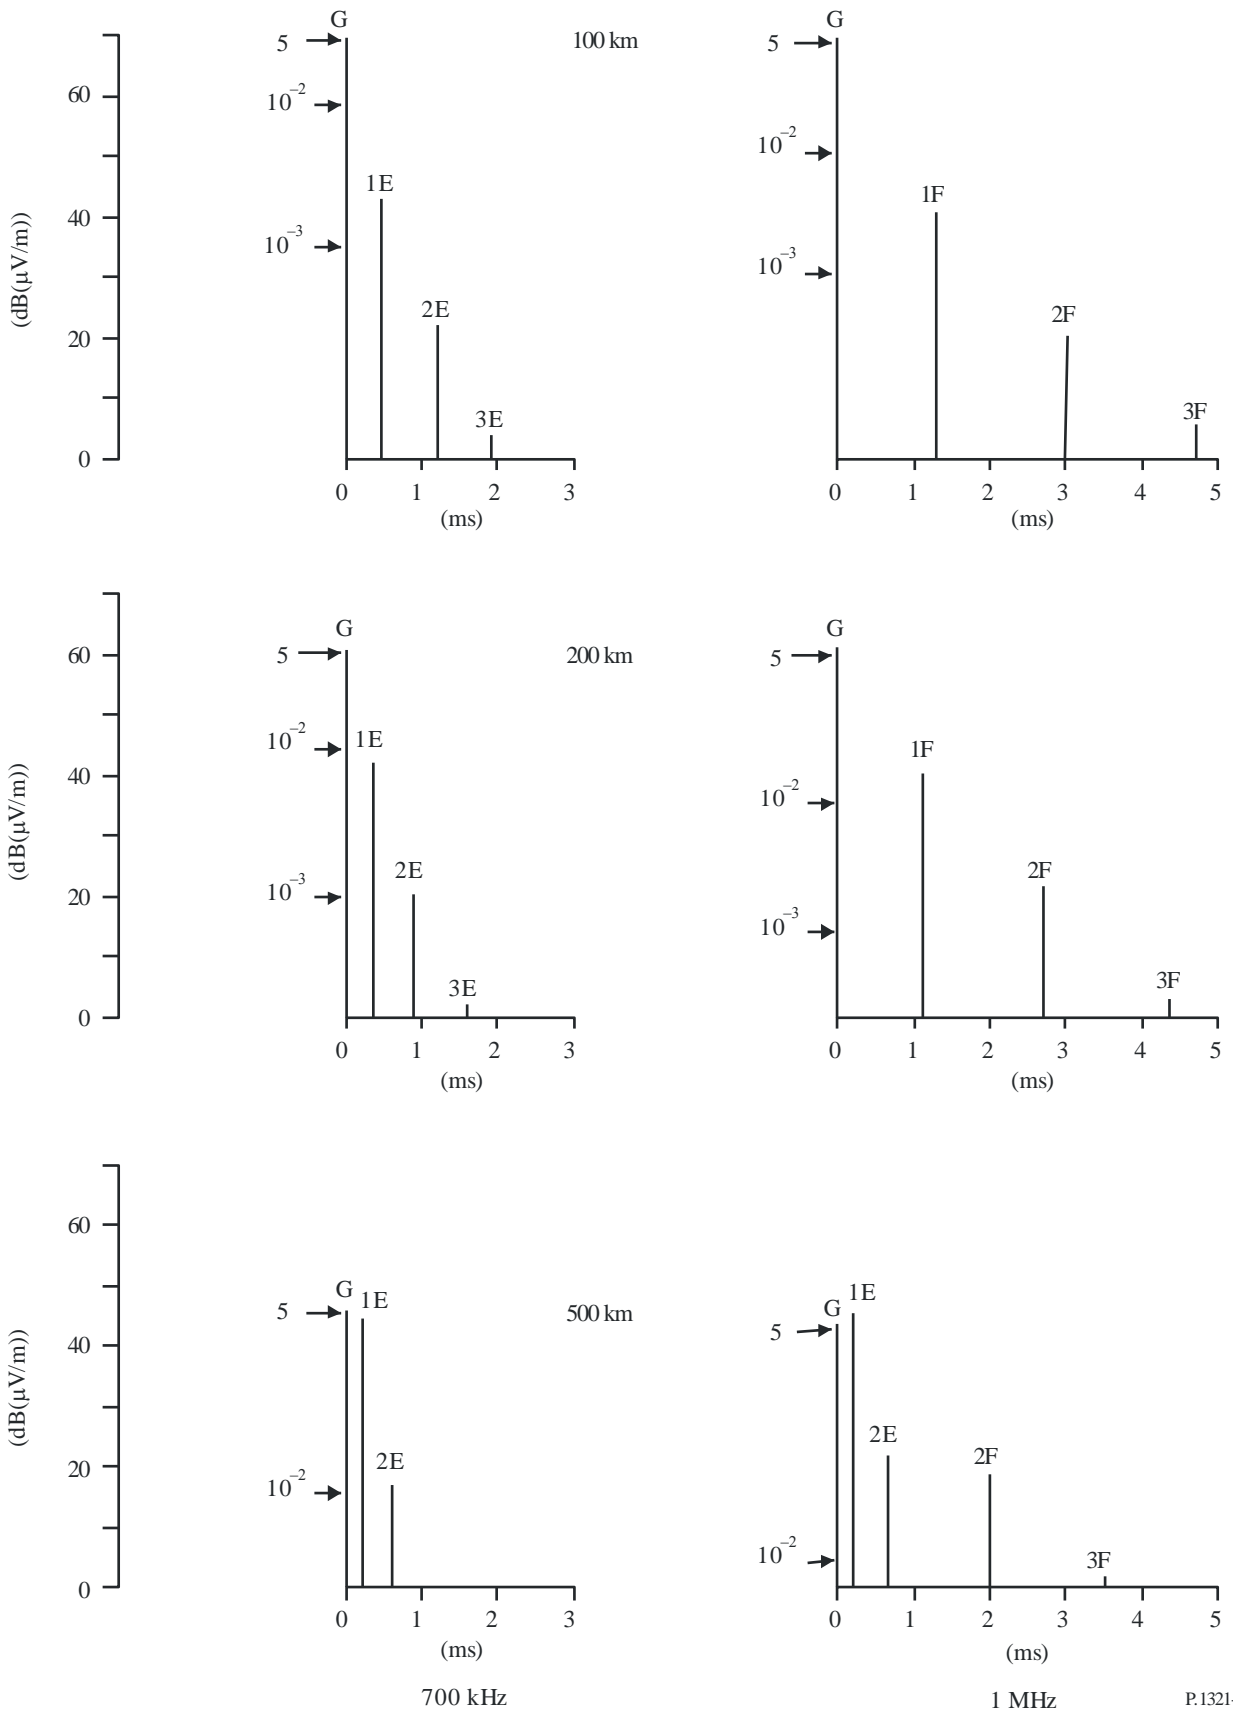 G
G
5
100 km
5
60
10⁻²
10⁻²
1E
1F
40
10⁻³
10⁻³
2E
2F
20
3E
3F
0
0 1 2 3
0 1 2 3 4 5
(ms)
(ms)
(dB(μV/m))
G
G
60
5
200 km
5
10⁻²
1E
1F
40
10⁻²
2E
2F
20
10⁻³
10⁻³
3E
3F
0
0 1 2 3
0 1 2 3 4 5
(ms)
(ms)
(dB(μV/m))
60
G
1E
G
1E
5
500 km
5
40
2E
2E
2F
20
10⁻²
10⁻²
3F
0
0 1 2 3
0 1 2 3 4 5
(ms)
(ms)
(dB(μV/m))
700 kHz
1 MHz
P.1321-